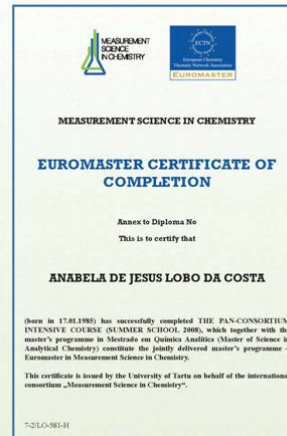 MEASUREMENT
SCIENCE
IN CHEMISTRY
ECTN
European Chemistry
Thematic Network Association
EUROMASTER
MEASUREMENT SCIENCE IN CHEMISTRY
EUROMASTER CERTIFICATE OF
COMPLETION
Annex to Diploma No
This is to certify that
ANABELA DE JESUS LOBO DA COSTA
(born in 17.01.1985) has successfully completed THE PAN-CONSORTIUM
INTENSIVE COURSE (SUMMER SCHOOL 2008), which together with the
master's programme in Mestrado em Química Analítica (Master of Science in
Analytical Chemistry) constitute the jointly delivered master's programme –
Euromaster in Measurement Science in Chemistry.
This certificate is issued by the University of Tartu on behalf of the international
consortium „Measurement Science in Chemistry".
7-2/LO-581-H